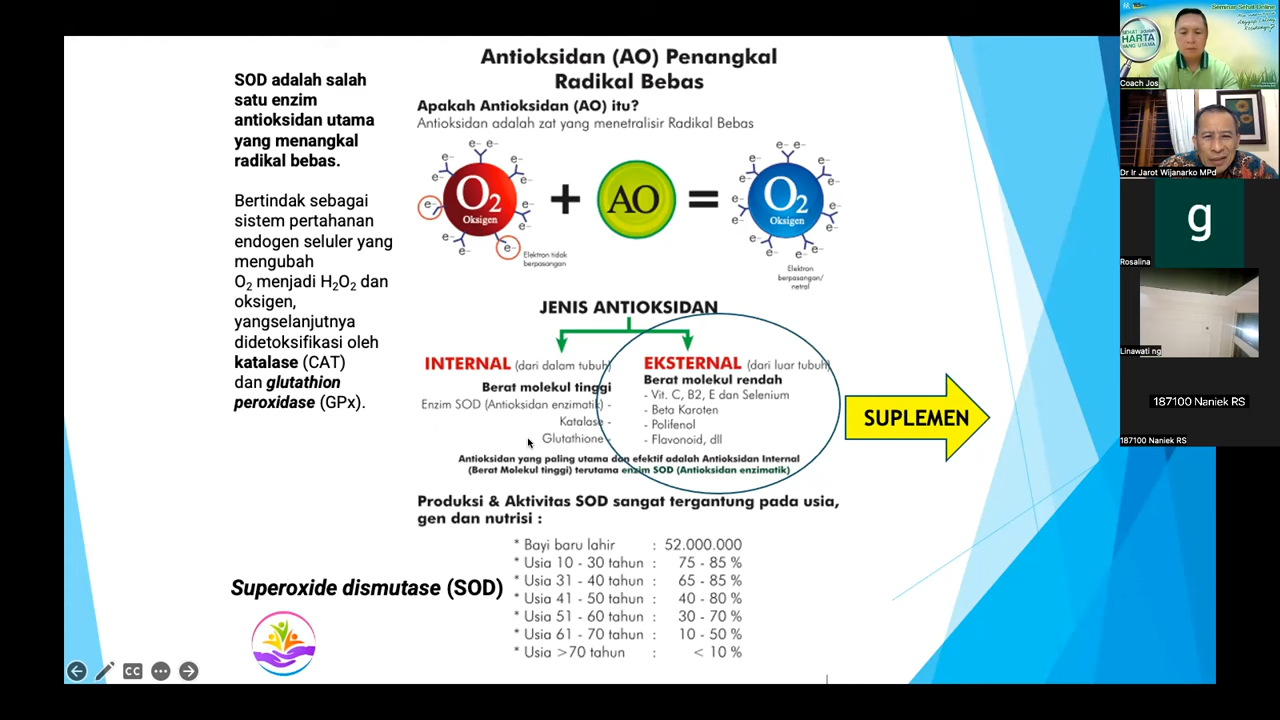 Antioksidan (AO) Penangkal
Radikal Bebas
SOD adalah salah
satu enzim
antioksidan utama
yang menangkal
radikal bebas.
Bertindak sebagai
sistem pertahanan
endogen seluler yang
mengubah
O₂ menjadi H₂O₂ dan
oksigen,
yangselanjutnya
didetoksifikasi oleh
katalase (CAT)
dan glutathion
peroxidase (GPx).
Apakah Antioksidan (AO) itu?
Antioksidan adalah zat yang menetralisir Radikal Bebas
e- e-
e- e-
e- e-
e- e-
O₂
Oksigen
Elektron tidak
berpasangan
+
AO
=
e- e-
e- e-
e- e-
e- e-
e- e-
O₂
Oksigen
Elektron
berpasangan/
netral
JENIS ANTIOKSIDAN
INTERNAL (dari dalam tubuh)
Berat molekul tinggi
Enzim SOD (Antioksidan enzimatik) -
Katalase -
Glutathione -
EKSTERNAL (dari luar tubuh)
Berat molekul rendah
- Vit. C, B2, E dan Selenium
- Beta Karoten
- Polifenol
- Flavonoid, dll
SUPLEMEN
Antioksidan yang paling utama dan efektif adalah Antioksidan Internal
(Berat Molekul tinggi) terutama enzim SOD (Antioksidan enzimatik)
Produksi & Aktivitas SOD sangat tergantung pada usia,
gen dan nutrisi :
* Bayi baru lahir : 52.000.000
* Usia 10 - 30 tahun : 75 - 85 %
* Usia 31 - 40 tahun : 65 - 85 %
* Usia 41 - 50 tahun : 40 - 80 %
* Usia 51 - 60 tahun : 30 - 70 %
* Usia 61 - 70 tahun : 10 - 50 %
* Usia >70 tahun : < 10 %
Superoxide dismutase (SOD)
CC
Seminar Sehat Online
SEHAT adalah
HARTA
YANG UTAMA
Coach Jos
Dr Ir Jarot Wijanarko MPd
g
Rosalina
Linawati ng
187100 Naniek RS
187100 Naniek RS